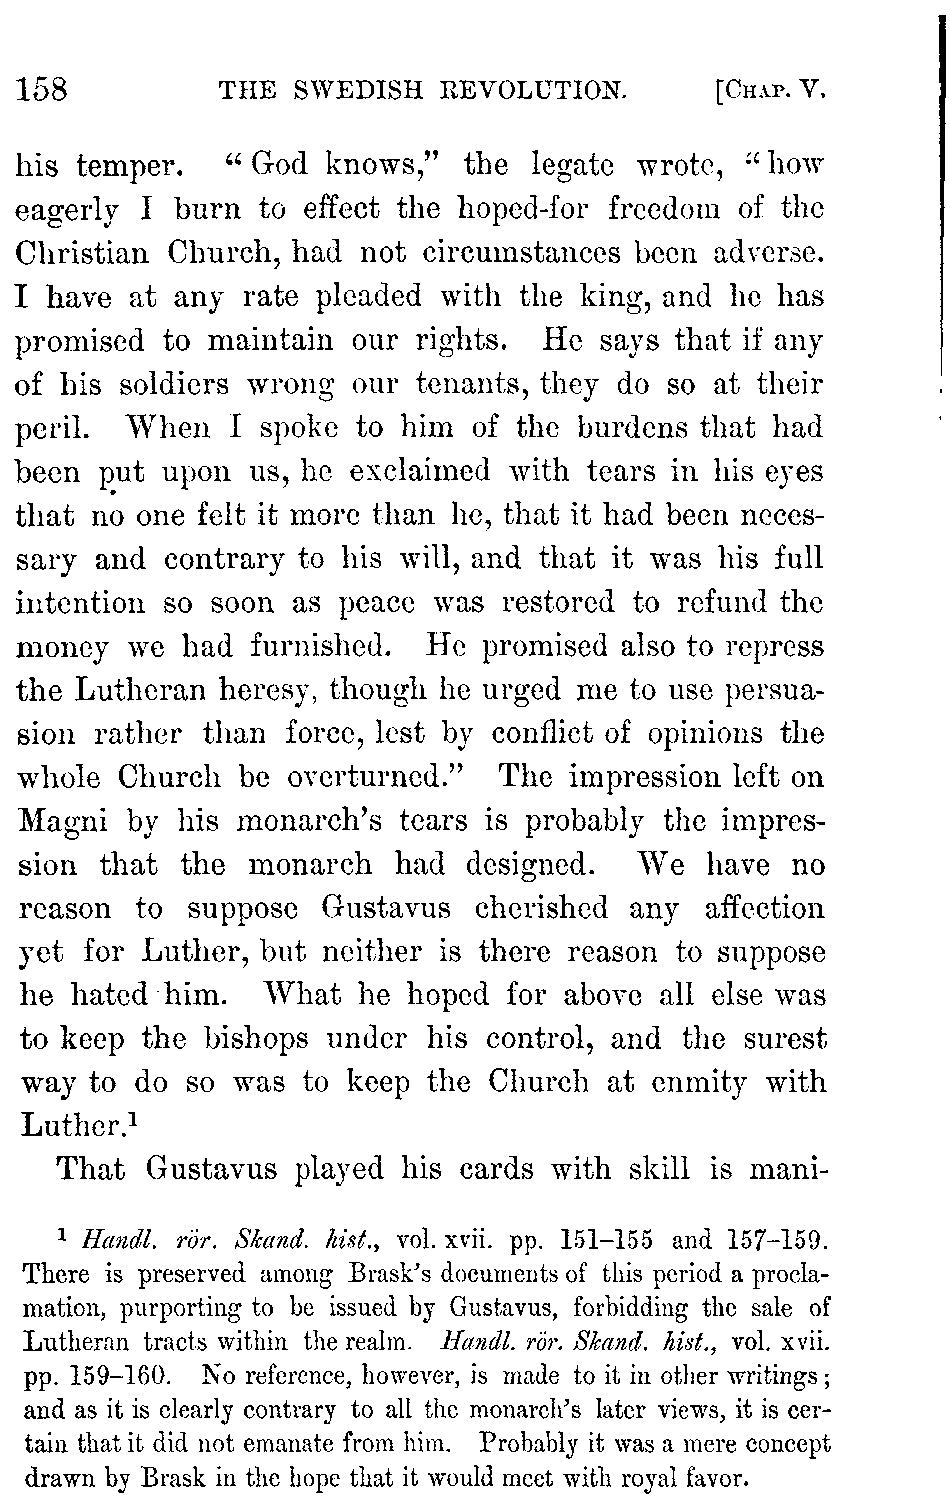 158 THE SWEDISH REVOLUTION. [CHAP. V.
his temper. “ God knows,” the legate wrote, “ how
eagerly I burn to effect the hoped-for freedom of the
Christian Church, had not circumstances been adverse.
I have at any rate pleaded with the king, and he has
promised to maintain our rights. He says that if any
of his soldiers wrong our tenants, they do so at their
peril. When I spoke to him of the burdens that had
been put upon us, he exclaimed with tears in his eyes
that no one felt it more than he, that it had been neces-
sary and contrary to his will, and that it was his full
intention so soon as peace was restored to refund the
money we had furnished. He promised also to repress
the Lutheran heresy, though he urged me to use persua-
sion rather than force, lest by conflict of opinions the
whole Church be overturned.” The impression left on
Magni by his monarch’s tears is probably the impres-
sion that the monarch had designed. We have no
reason to suppose Gustavus cherished any affection
yet for Luther, but neither is there reason to suppose
he hated him. What he hoped for above all else was
to keep the bishops under his control, and the surest
way to do so was to keep the Church at enmity with
Luther.¹
That Gustavus played his cards with skill is mani-
¹ Handl. rör. Skand. hist., vol. xvii. pp. 151–155 and 157–159.
There is preserved among Brask’s documents of this period a procla-
mation, purporting to be issued by Gustavus, forbidding the sale of
Lutheran tracts within the realm. Handl. rör. Skand. hist., vol. xvii.
pp. 159–160. No reference, however, is made to it in other writings ;
and as it is clearly contrary to all the monarch’s later views, it is cer-
tain that it did not emanate from him. Probably it was a mere concept
drawn by Brask in the hope that it would meet with royal favor.